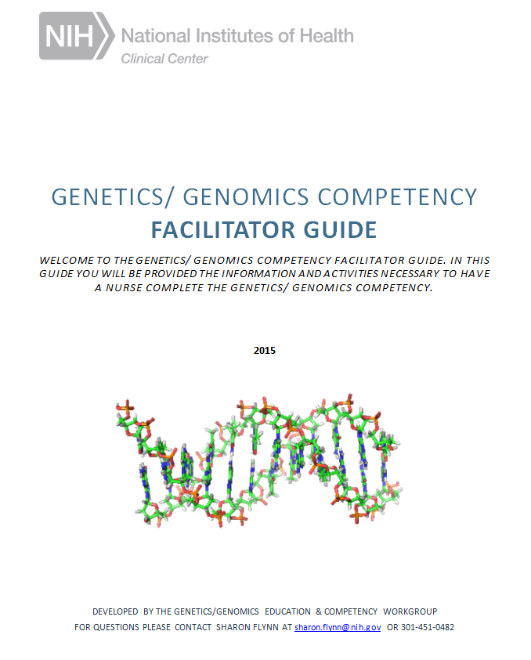 NIH National Institutes of Health
Clinical Center
GENETICS/ GENOMICS COMPETENCY
FACILITATOR GUIDE
WELCOME TO THE GENETICS/ GENOMICS COMPETENCY FACILITATOR GUIDE. IN THIS
GUIDE YOU WILL BE PROVIDED THE INFORMATION AND ACTIVITIES NECESSARY TO HAVE
A NURSE COMPLETE THE GENETICS/ GENOMICS COMPETENCY.
2015
DEVELOPED BY THE GENETICS/GENOMICS EDUCATION & COMPETENCY WORKGROUP
FOR QUESTIONS PLEASE CONTACT SHARON FLYNN AT sharon.flynn@nih.gov OR 301-451-0482